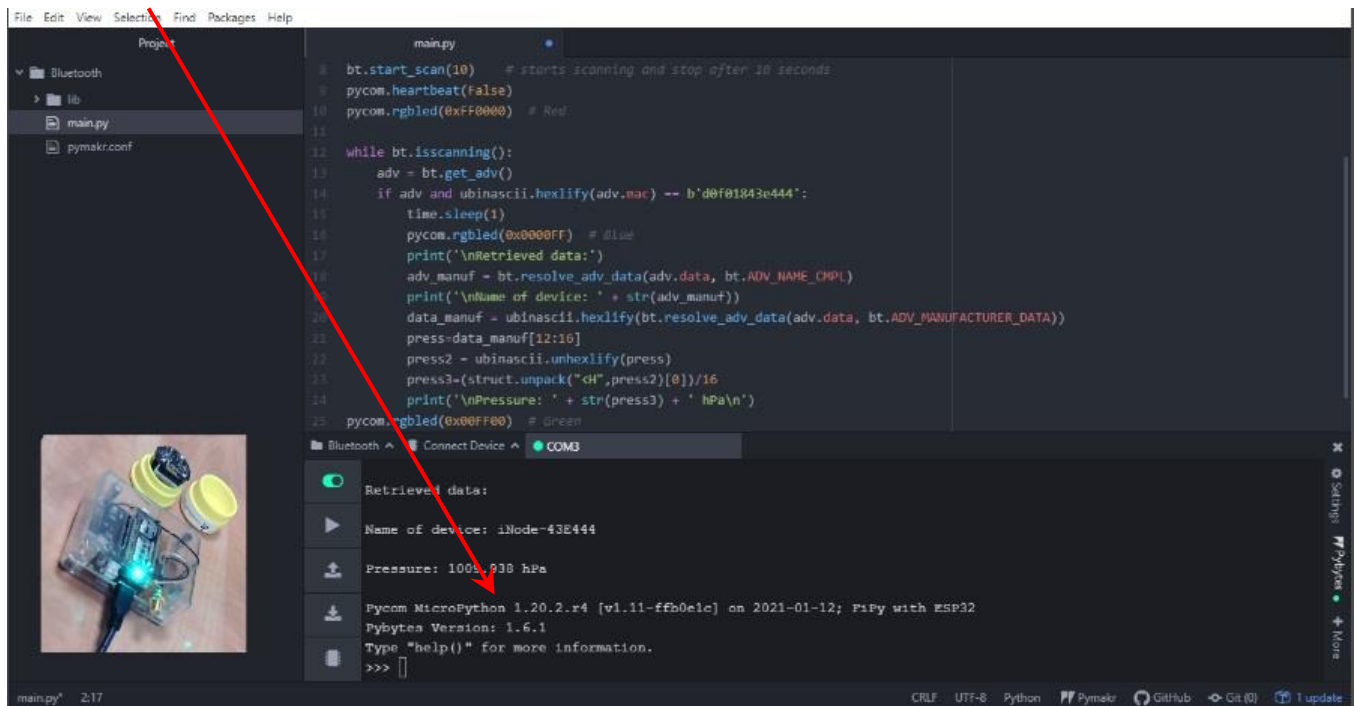 File Edit View Selection Find Packages Help
Project
main.py
Bluetooth
lib
main.py
pymakr.conf
8 bt.start_scan(10) # starts scanning and stop after 10 seconds
9 pycom.heartbeat(False)
10 pycom.rgbled(0xFF0000) # Red
11
12 while bt.isscanning():
13 adv = bt.get_adv()
14 if adv and ubinascii.hexlify(adv.mac) == b'd0f01843e444':
15 time.sleep(1)
16 pycom.rgbled(0x0000FF) # Blue
17 print('\nRetrieved data:')
18 adv_manuf = bt.resolve_adv_data(adv.data, bt.ADV_NAME_CMPL)
19 print('\nName of device: ' + str(adv_manuf))
20 data_manuf = ubinascii.hexlify(bt.resolve_adv_data(adv.data, bt.ADV_MANUFACTURER_DATA))
21 press=data_manuf[12:16]
22 press2 = ubinascii.unhexlify(press)
23 press3=(struct.unpack("<H",press2)[0])/16
24 print('\nPressure: ' + str(press3) + ' hPa\n')
25 pycom.rgbled(0x00FF00) # Green
Bluetooth Connect Device COM3
Retrieved data:
Name of device: iNode-43E444
Pressure: 1009.938 hPa
Pycom MicroPython 1.20.2.r4 [v1.11-ffb0e1c] on 2021-01-12; FiPy with ESP32
Pybytes Version: 1.6.1
Type "help()" for more information.
>>>
Settings
Pybytes
More
main.py* 2:17 CRLF UTF-8 Python Pymakr GitHub Git (0) 1 update